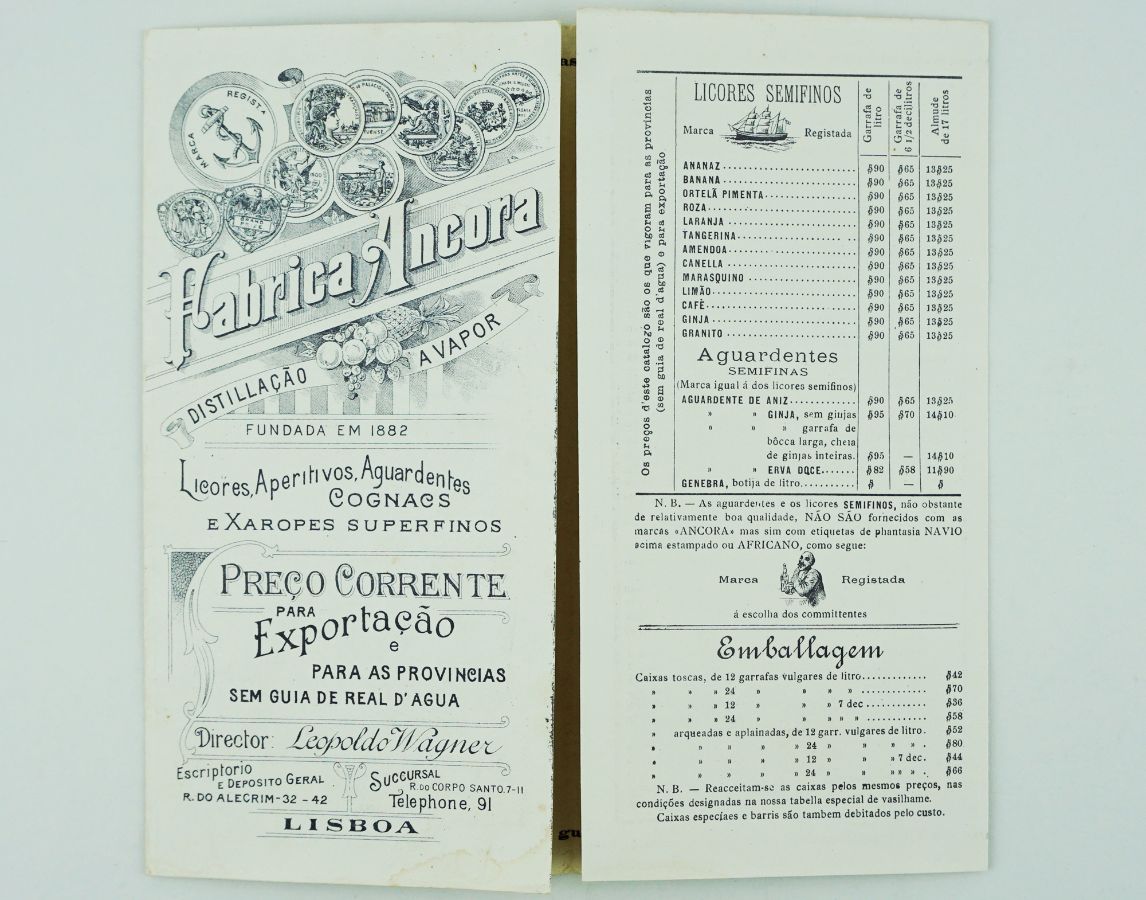 MARCA REGIST.
Fabrica Ancora
DISTILLAÇÃO A VAPOR
FUNDADA EM 1882
Licores, Aperitivos, Aguardentes
COGNACS
E XAROPES SUPERFINOS
PREÇO CORRENTE
PARA
Exportação
e
PARA AS PROVINCIAS
SEM GUIA DE REAL D'AGUA
Director: Leopoldo Wagner
Escriptorio
E DEPOSITO GERAL
R. DO ALECRIM-32-42
SUCCURSAL
R. DO CORPO SANTO. 7-11
Telephone, 91
LISBOA
Os preços d'este catalogo são os que vigoram para as provincias
(sem guia de real d'agua) e para exportação
LICORES SEMIFINOS
Marca Registada
Garrafa de litro
Garrafa de 6 1/2 decilitros
Almude de 17 litros
ANANAZ $90 $65 13$25
BANANA $90 $65 13$25
ORTELÃ PIMENTA $90 $65 13$25
ROZA $90 $65 13$25
LARANJA $90 $65 13$25
TANGERINA $90 $65 13$25
AMENDOA $90 $65 13$25
CANELLA $90 $65 13$25
MARASQUINO $90 $65 13$25
LIMÃO $90 $65 13$25
CAFÈ $90 $65 13$25
GINJA $90 $65 13$25
GRANITO $90 $65 13$25
Aguardentes
SEMIFINAS
(Marca igual á dos licores semifinos)
AGUARDENTE DE ANIZ $90 $65 13$25
» » GINJA, sem ginjas $95 $70 14$10
» » » garrafa de
bôcca larga, cheia
de ginjas inteiras. $95 — 14$10
» » ERVA DOCE $82 $58 11$90
GENEBRA, botija de litro $ — $
N. B. — As aguardentes e os licores SEMIFINOS, não obstante
de relativamente boa qualidade, NÃO SÃO fornecidos com as
marcas «ANCORA» mas sim com etiquetas de phantasia NAVIO
acima estampado ou AFRICANO, como segue:
Marca Registada
á escolha dos committentes
Emballagem
Caixas toscas, de 12 garrafas vulgares de litro $42
» » » 24 » » » » $70
» » » 12 » » » 7 dec $36
» » » 24 » » » » » $58
» arqueadas e aplainadas, de 12 garr. vulgares de litro. $52
» » » » » 24 » » » . $80
» » » » » 12 » » » 7 dec. $44
» » » » » 24 » » » » » . $66
N. B. — Reacceitam-se as caixas pelos mesmos preços, nas
condições designadas na nossa tabella especial de vasilhame.
Caixas especiaes e barris são tambem debitados pelo custo.